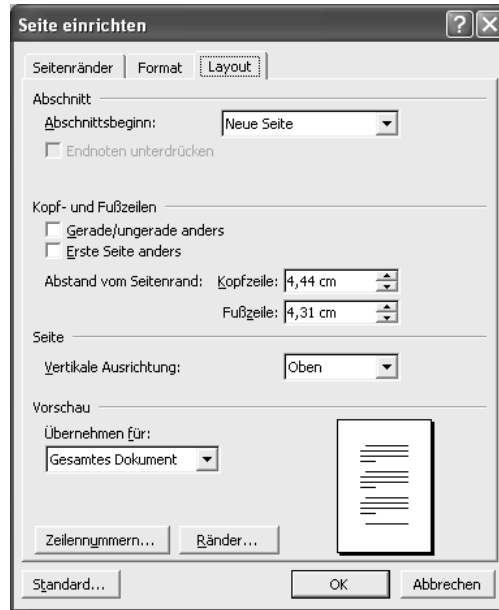 Seite einrichten
Seitenränder Format Layout
Abschnitt
Abschnittsbeginn: Neue Seite
Endnoten unterdrücken
Kopf- und Fußzeilen
Gerade/ungerade anders
Erste Seite anders
Abstand vom Seitenrand: Kopfzeile: 4,44 cm
Fußzeile: 4,31 cm
Seite
Vertikale Ausrichtung: Oben
Vorschau
Übernehmen für:
Gesamtes Dokument
Zeilennummern... Ränder...
Standard... OK Abbrechen